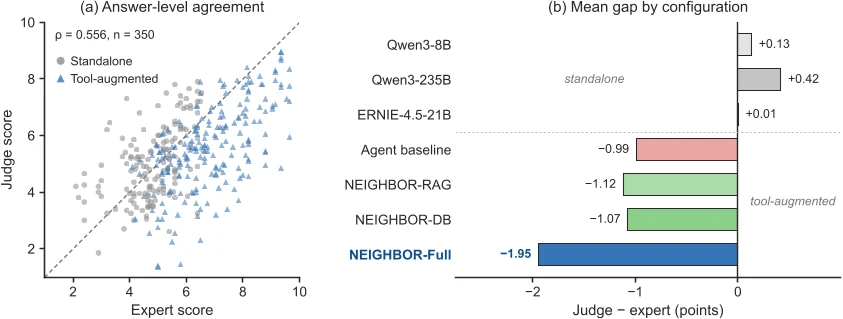 (a) Answer-level agreement
ρ = 0.556, n = 350
Standalone
Tool-augmented
Judge score
10
8
6
4
2
2 4 6 8 10
Expert score
(b) Mean gap by configuration
Qwen3-8B +0.13
Qwen3-235B standalone +0.42
ERNIE-4.5-21B +0.01
Agent baseline −0.99
NEIGHBOR-RAG −1.12
tool-augmented
NEIGHBOR-DB −1.07
NEIGHBOR-Full −1.95
−2 −1 0
Judge − expert (points)